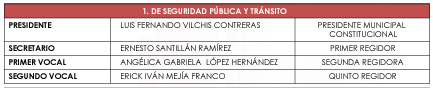 1. DE SEGURIDAD PÚBLICA Y TRÁNSITO
PRESIDENTE LUIS FERNANDO VILCHIS CONTRERAS PRESIDENTE MUNICIPAL
CONSTITUCIONAL
SECRETARIO ERNESTO SANTILLÁN RAMÍREZ PRIMER REGIDOR
PRIMER VOCAL ANGÉLICA GABRIELA LÓPEZ HERNÁNDEZ SEGUNDA REGIDORA
SEGUNDO VOCAL ERICK IVÁN MEJÍA FRANCO QUINTO REGIDOR